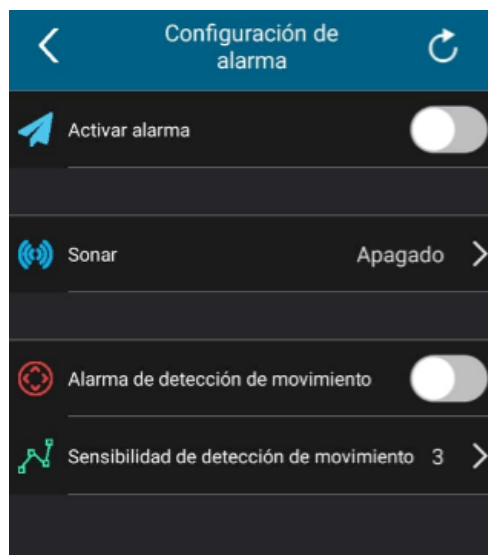 Configuración de
alarma
Activar alarma
Sonar Apagado
Alarma de detección de movimiento
Sensibilidad de detección de movimiento 3